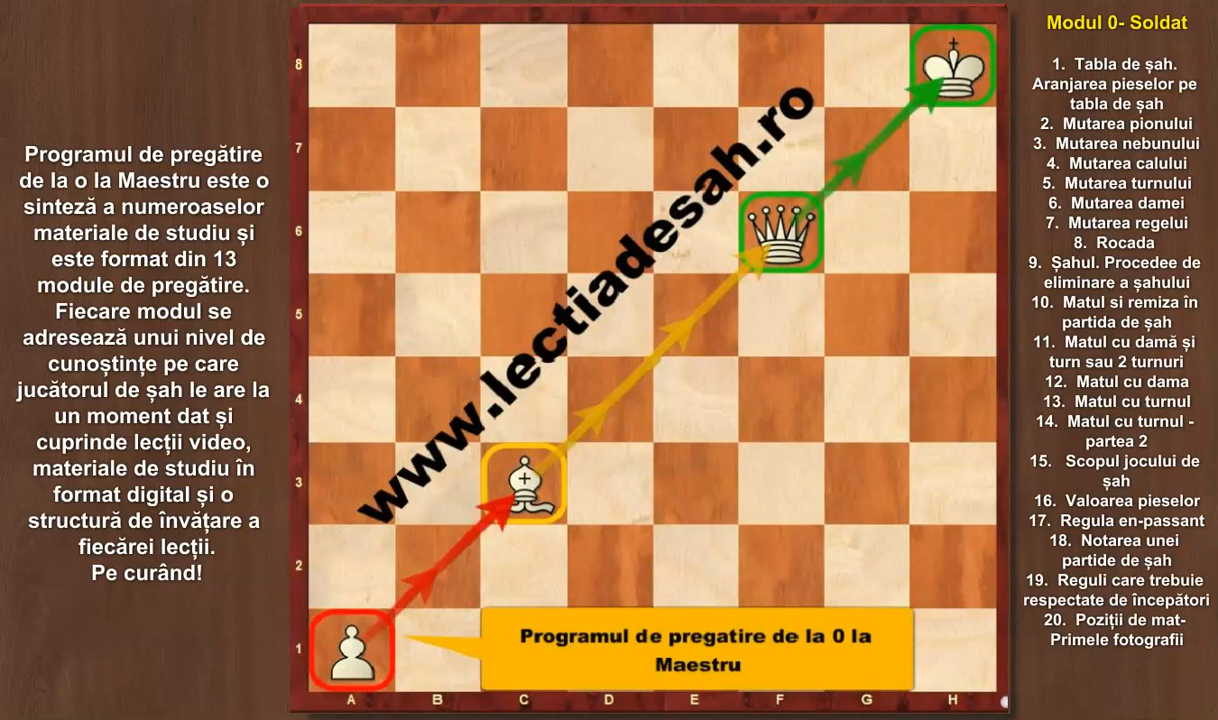 Programul de pregătire
de la o la Maestru este o
sinteză a numeroaselor
materiale de studiu și
este format din 13
module de pregătire.
Fiecare modul se
adresează unui nivel de
cunoștințe pe care
jucătorul de șah le are la
un moment dat și
cuprinde lecții video,
materiale de studiu în
format digital și o
structură de învățare a
fiecărei lecții.
Pe curând!
8
7
6
5
4
3
2
1
www.lectiadesah.ro
Programul de pregatire de la 0 la
Maestru
A B C D E F G H
Modul 0- Soldat
1. Tabla de șah.
Aranjarea pieselor pe
tabla de șah
2. Mutarea pionului
3. Mutarea nebunului
4. Mutarea calului
5. Mutarea turnului
6. Mutarea damei
7. Mutarea regelui
8. Rocada
9. Șahul. Procedee de
eliminare a șahului
10. Matul si remiza în
partida de șah
11. Matul cu damă și
turn sau 2 turnuri
12. Matul cu dama
13. Matul cu turnul
14. Matul cu turnul -
partea 2
15. Scopul jocului de
șah
16. Valoarea pieselor
17. Regula en-passant
18. Notarea unei
partide de șah
19. Reguli care trebuie
respectate de începători
20. Poziții de mat-
Primele fotografii